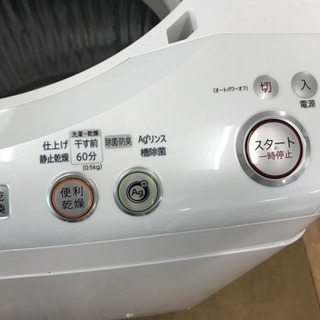 (オートパワーオフ)
切
入
電源
スタート
一時停止
洗濯~乾燥
仕上げ
干す前
静止乾燥
60分
(0.5kg)
除菌防臭
Ag⁺リンス
槽除菌
便利
乾燥
Ag⁺